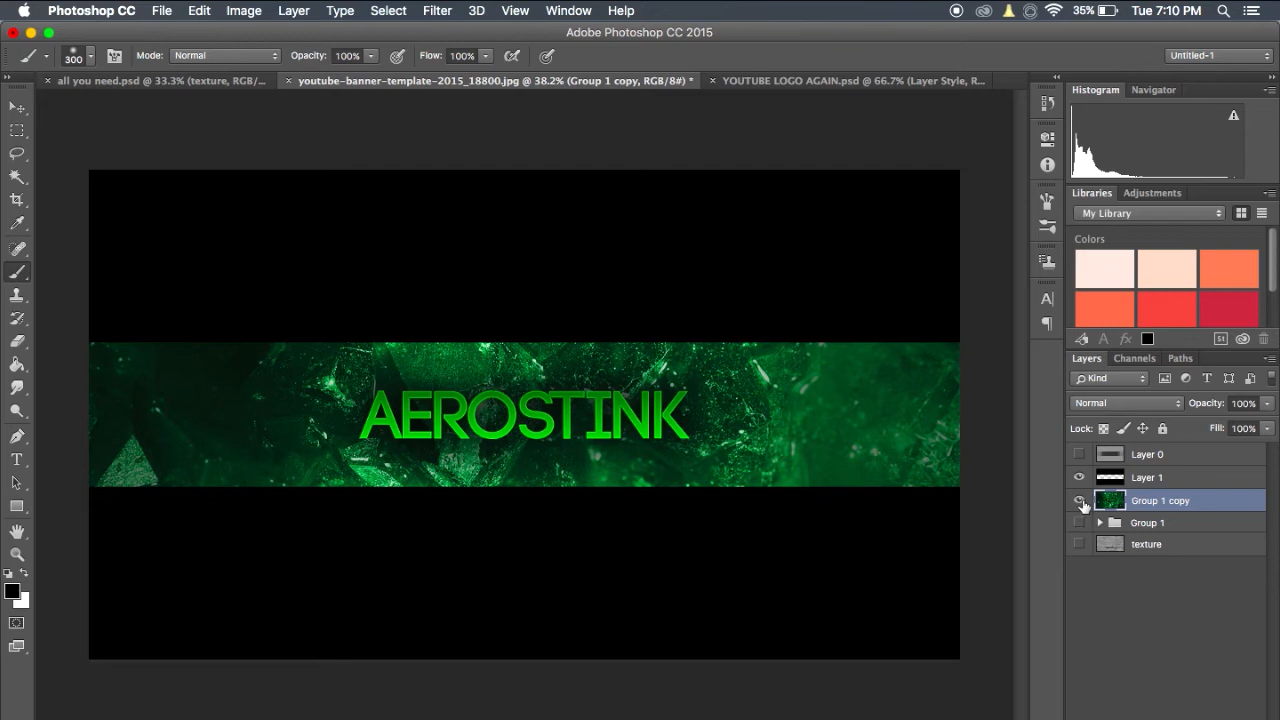 Photoshop CC File Edit Image Layer Type Select Filter 3D View Window Help 35% Tue 7:10 PM
Adobe Photoshop CC 2015
300 Mode: Normal Opacity: 100% Flow: 100% Untitled-1
all you need.psd @ 33.3% (texture, RGB/... youtube-banner-template-2015_18800.jpg @ 38.2% (Group 1 copy, RGB/8#) * YOUTUBE LOGO AGAIN.psd @ 66.7% (Layer Style, R...
Histogram Navigator
Libraries Adjustments
My Library
Colors
A fx St
Layers Channels Paths
Kind
Normal Opacity: 100%
Lock: Fill: 100%
Layer 0
Layer 1
Group 1 copy
Group 1
texture
AEROSTINK